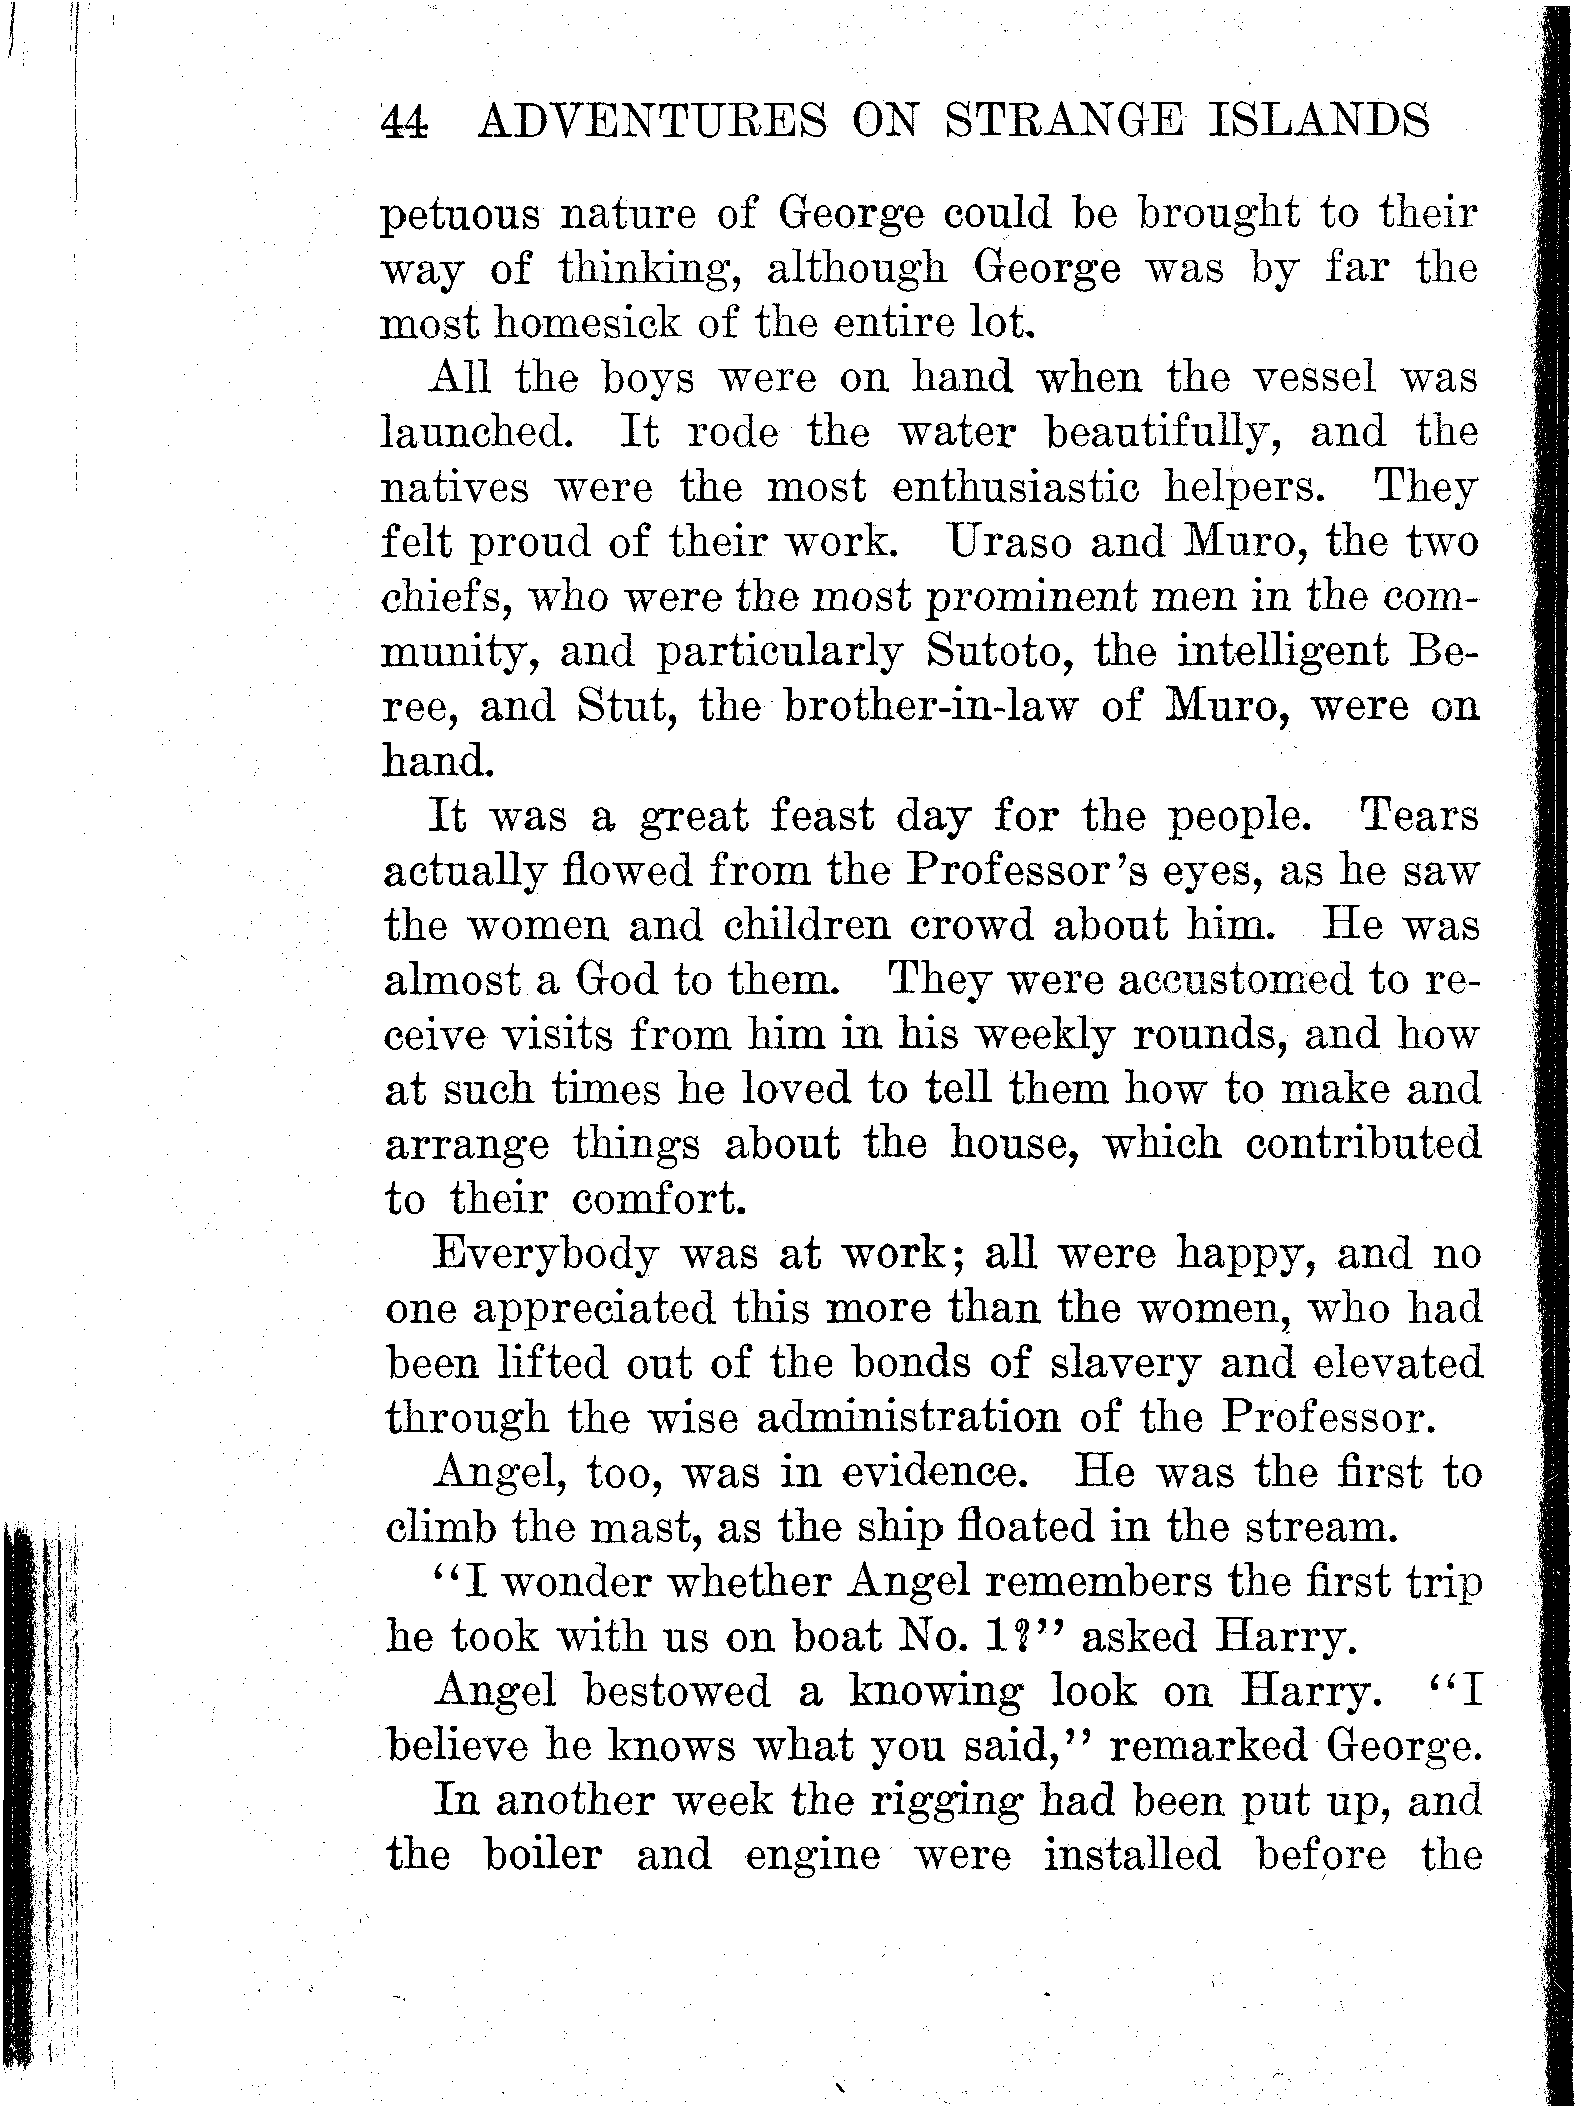 44 ADVENTURES ON STRANGE ISLANDS
petuous nature of George could be brought to their
way of thinking, although George was by far the
most homesick of the entire lot.
All the boys were on hand when the vessel was
launched. It rode the water beautifully, and the
natives were the most enthusiastic helpers. They
felt proud of their work. Uraso and Muro, the two
chiefs, who were the most prominent men in the com-
munity, and particularly Sutoto, the intelligent Be-
ree, and Stut, the brother-in-law of Muro, were on
hand.
It was a great feast day for the people. Tears
actually flowed from the Professor's eyes, as he saw
the women and children crowd about him. He was
almost a God to them. They were accustomed to re-
ceive visits from him in his weekly rounds, and how
at such times he loved to tell them how to make and
arrange things about the house, which contributed
to their comfort.
Everybody was at work; all were happy, and no
one appreciated this more than the women, who had
been lifted out of the bonds of slavery and elevated
through the wise administration of the Professor.
Angel, too, was in evidence. He was the first to
climb the mast, as the ship floated in the stream.
"I wonder whether Angel remembers the first trip
he took with us on boat No. 1?" asked Harry.
Angel bestowed a knowing look on Harry. "I
believe he knows what you said," remarked George.
In another week the rigging had been put up, and
the boiler and engine were installed before the